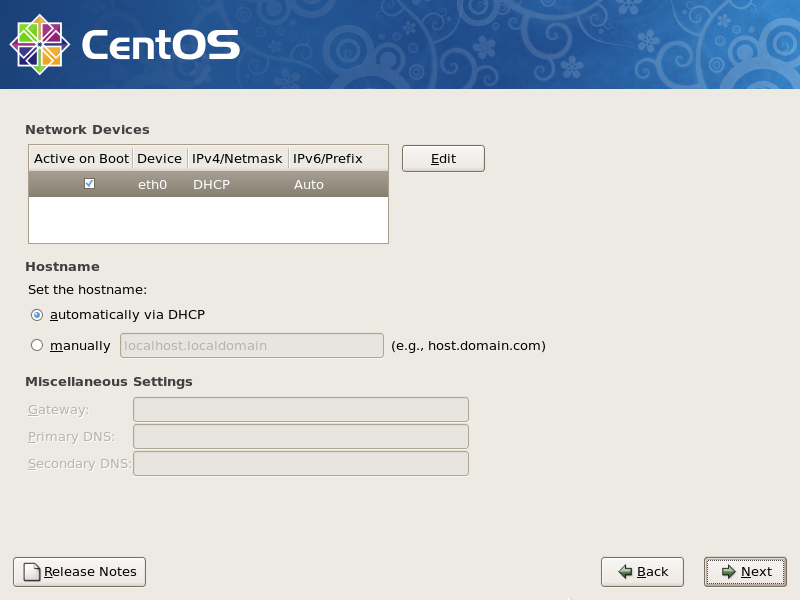 CentOS
Network Devices
Active on Boot Device IPv4/Netmask IPv6/Prefix
eth0 DHCP Auto
Edit
Hostname
Set the hostname:
automatically via DHCP
manually localhost.localdomain (e.g., host.domain.com)
Miscellaneous Settings
Gateway:
Primary DNS:
Secondary DNS:
Release Notes Back Next